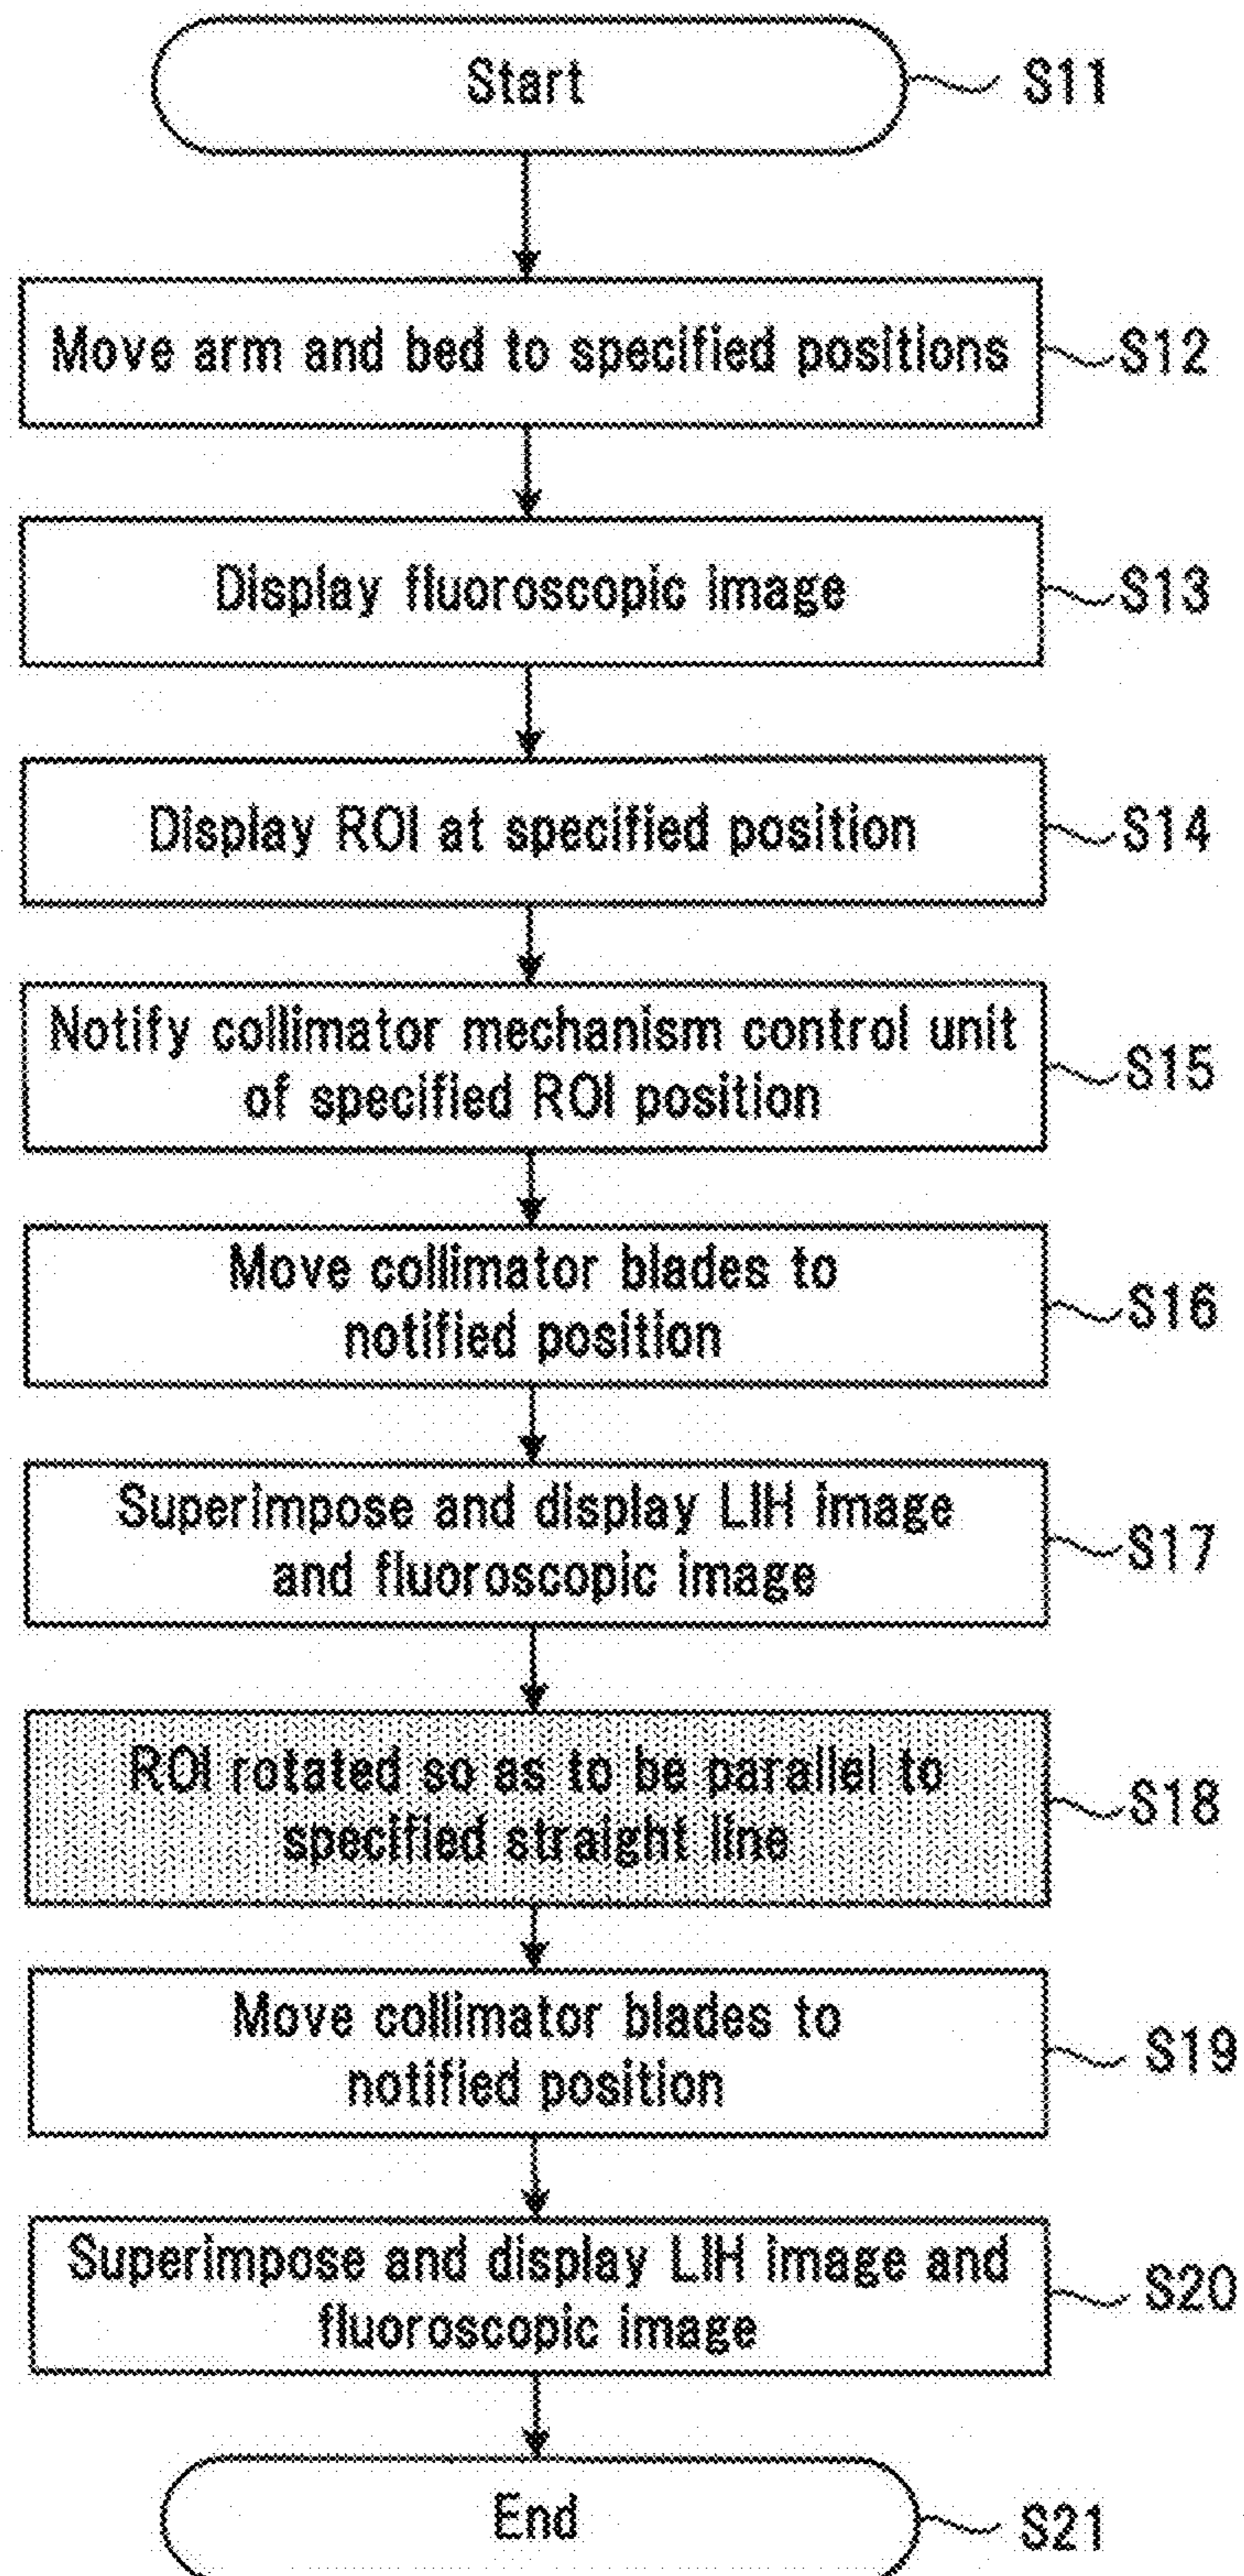 Start
S11
Move arm and bed to specified positions
S12
Display fluoroscopic image
S13
Display ROI at specified position
S14
Notify collimator mechanism control unit
of specified ROI position
S15
Move collimator blades to
notified position
S16
Superimpose and display LIH image
and fluoroscopic image
S17
ROI rotated so as to be parallel to
specified straight line
S18
Move collimator blades to
notified position
S19
Superimpose and display LIH image and
fluoroscopic image
S20
End
S21